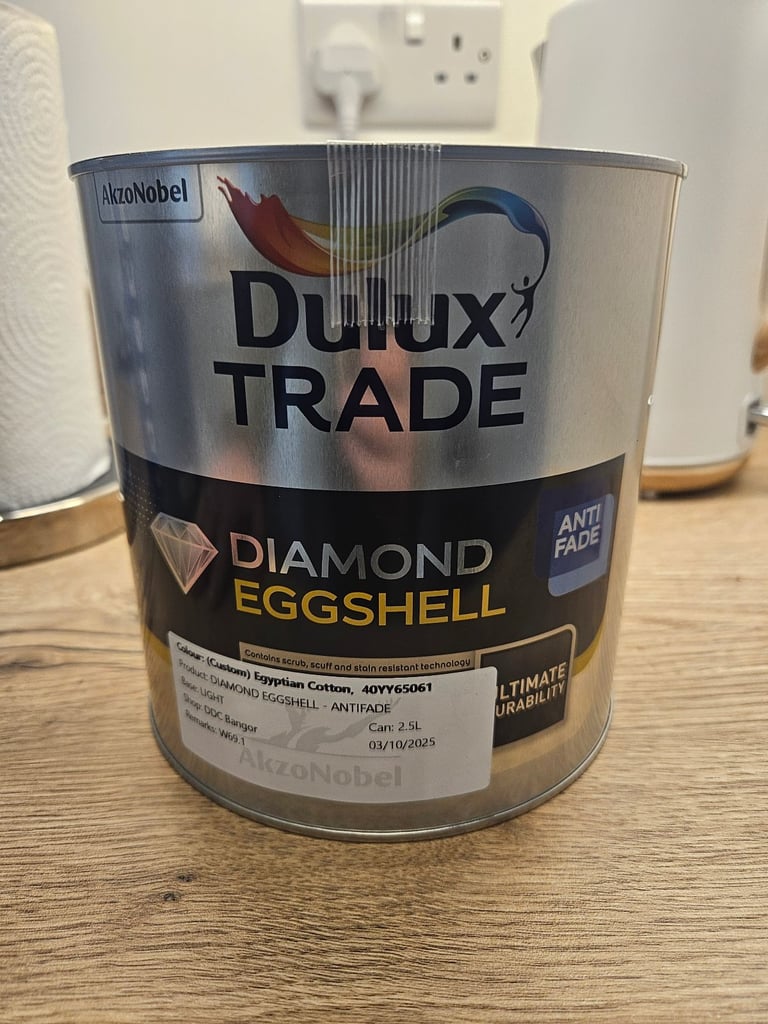 AkzoNobel
Dulux
TRADE
DIAMOND
EGGSHELL
ANTI
FADE
Contains scrub, scuff and stain resistant technology
LTIMATE
URABILITY
Colour: (Custom) Egyptian Cotton, 40YY65061
Product: DIAMOND EGGSHELL - ANTIFADE
Base: LIGHT
Shop: DDC Bangor Can: 2.5L
Remarks: W69.1 03/10/2025
AkzoNobel